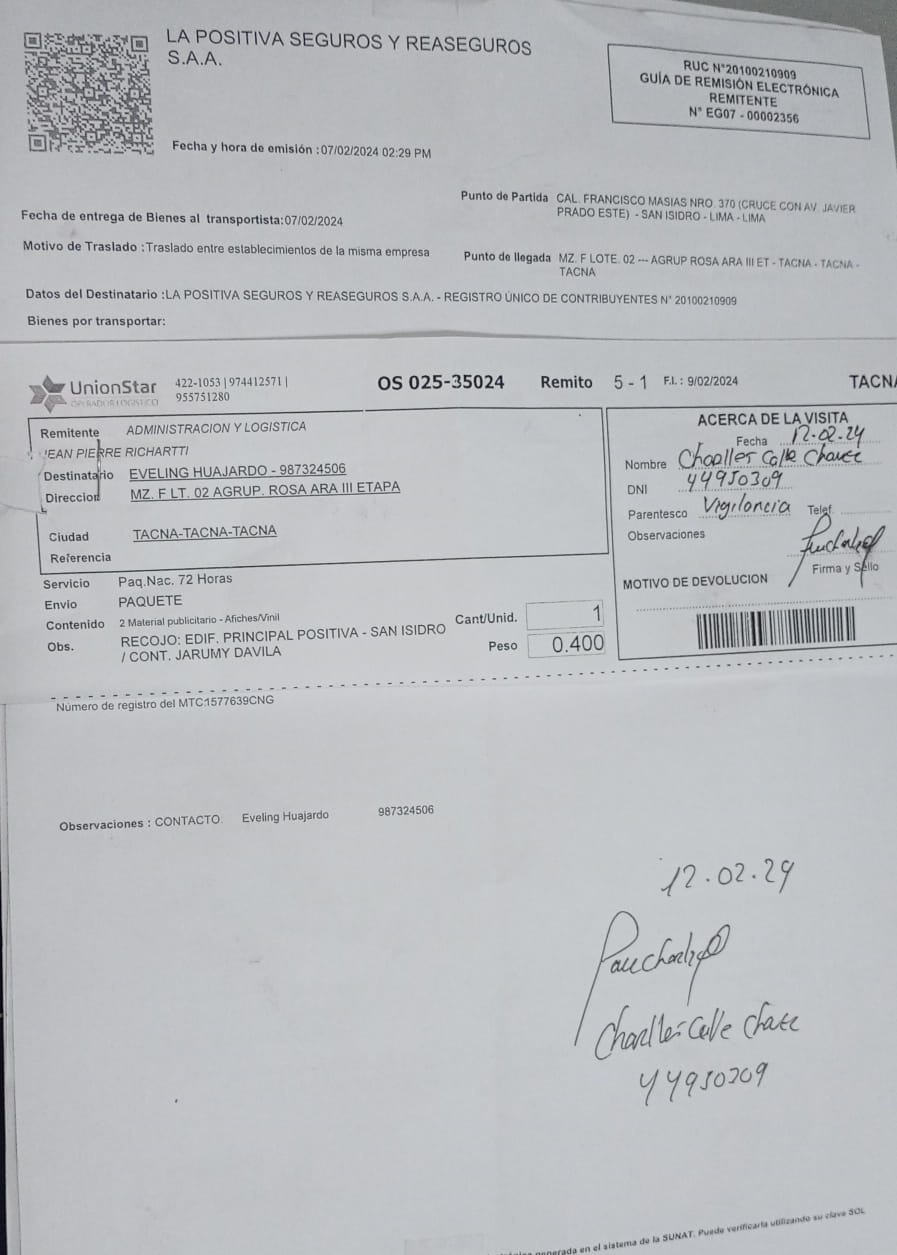 LA POSITIVA SEGUROS Y REASEGUROS
S.A.A.
RUC N°20100210909
GUÍA DE REMISIÓN ELECTRÓNICA
REMITENTE
N° EG07 - 00002356
Fecha y hora de emisión :07/02/2024 02:29 PM
Punto de Partida CAL. FRANCISCO MASIAS NRO. 370 (CRUCE CON AV. JAVIER
PRADO ESTE) - SAN ISIDRO - LIMA - LIMA
Fecha de entrega de Bienes al transportista:07/02/2024
Motivo de Traslado :Traslado entre establecimientos de la misma empresa
Punto de llegada MZ. F LOTE. 02 --- AGRUP ROSA ARA III ET - TACNA - TACNA -
TACNA
Datos del Destinatario :LA POSITIVA SEGUROS Y REASEGUROS S.A.A. - REGISTRO ÚNICO DE CONTRIBUYENTES N° 20100210909
Bienes por transportar:
UnionStar
OPERADOR LOGISTICO
422-1053 | 974412571 |
955751280
OS 025-35024 Remito 5 - 1 F.I. : 9/02/2024 TACNA
Remitente ADMINISTRACION Y LOGISTICA
JEAN PIERRE RICHARTTI
Destinatario EVELING HUAJARDO - 987324506
Direccion MZ. F LT. 02 AGRUP. ROSA ARA III ETAPA
Ciudad TACNA-TACNA-TACNA
Referencia
Servicio Paq.Nac. 72 Horas
Envio PAQUETE
Contenido 2 Material publicitario - Afiches/Vinil
Obs. RECOJO: EDIF. PRINCIPAL POSITIVA - SAN ISIDRO
/ CONT. JARUMY DAVILA
Cant/Unid. 1
Peso 0.400
ACERCA DE LA VISITA
Fecha 12.02.24
Nombre Charlles Calle Chavez
DNI 44950309
Parentesco Vigilancia Telef.
Observaciones
Firma y Sello
MOTIVO DE DEVOLUCION
Número de registro del MTC:1577639CNG
Observaciones : CONTACTO. Eveling Huajardo 987324506
12.02.24
Charlles Calle Chavez
44950309
generada en el sistema de la SUNAT. Puede verificarla utilizando su clave SOL